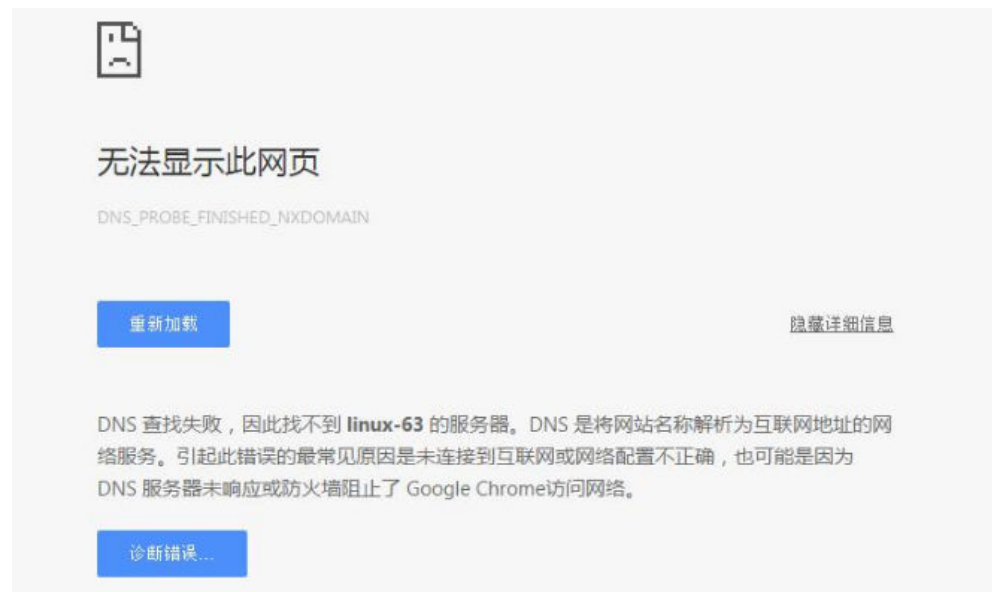 无法显示此网页
DNS_PROBE_FINISHED_NXDOMAIN
重新加载
隐藏详细信息
DNS 查找失败，因此找不到 linux-63 的服务器。DNS 是将网站名称解析为互联网地址的网
络服务。引起此错误的最常见原因是未连接到互联网或网络配置不正确，也可能是因为
DNS 服务器未响应或防火墙阻止了 Google Chrome访问网络。
诊断错误...